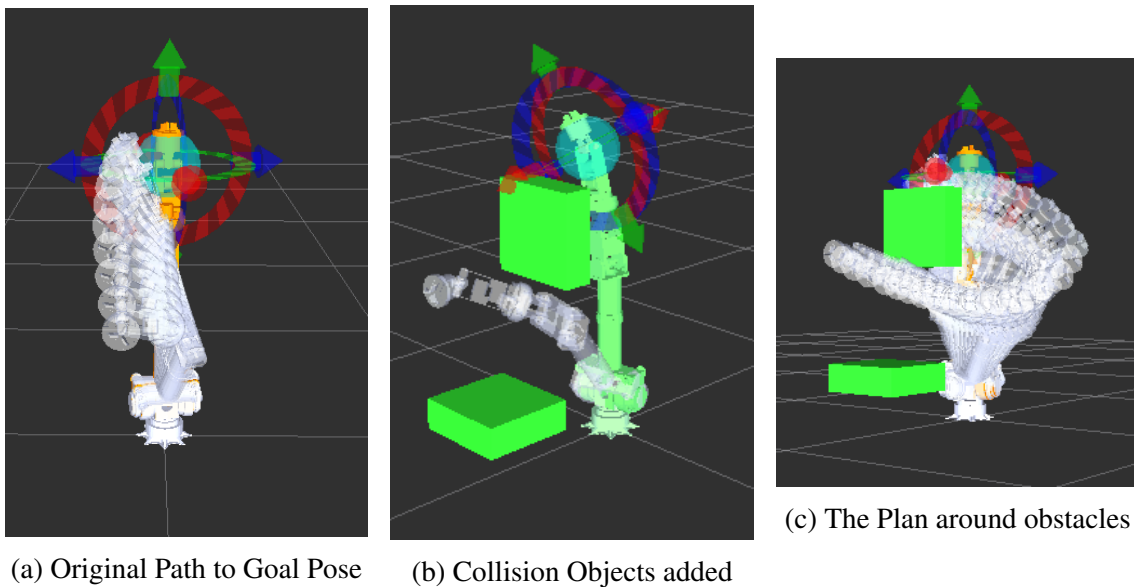 (a) Original Path to Goal Pose
(b) Collision Objects added
(c) The Plan around obstacles